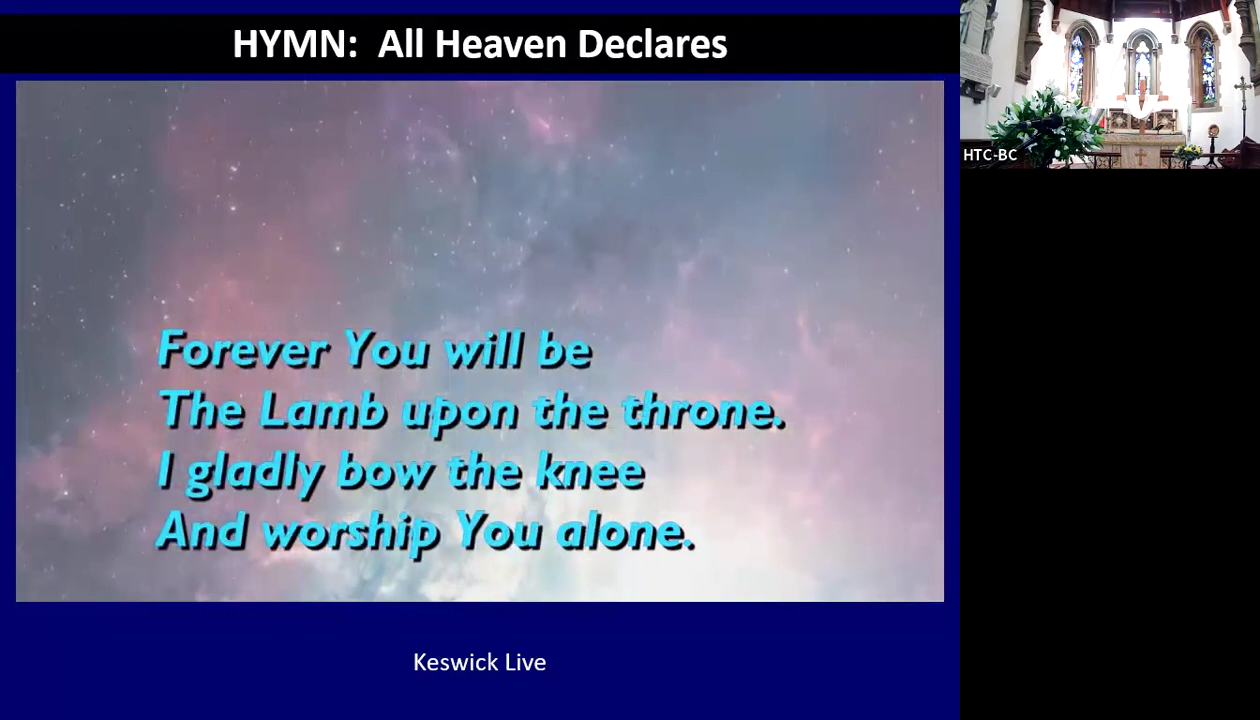 HYMN:  All Heaven Declares
Forever You will be
The Lamb upon the throne.
I gladly bow the knee
And worship You alone.
Keswick Live
HTC-BC